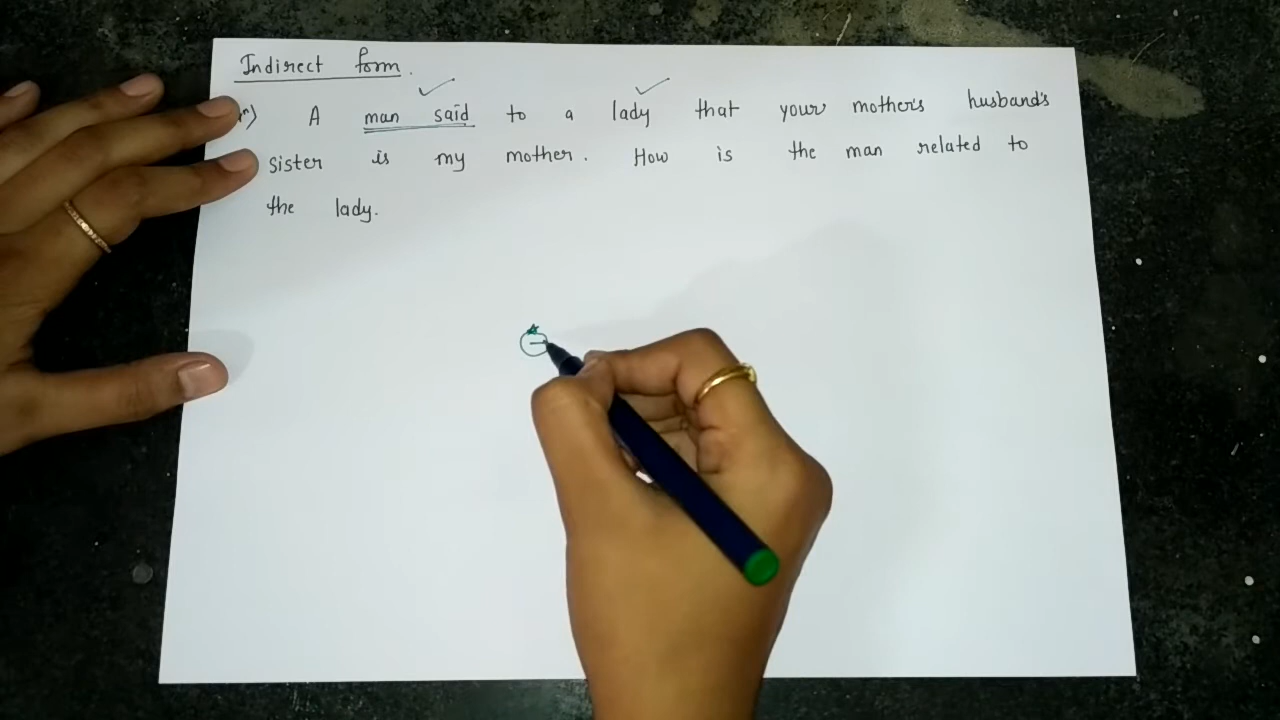 Indirect form.
A man said to a lady that your mother's husband's
sister is my mother. How is the man related to
the lady.